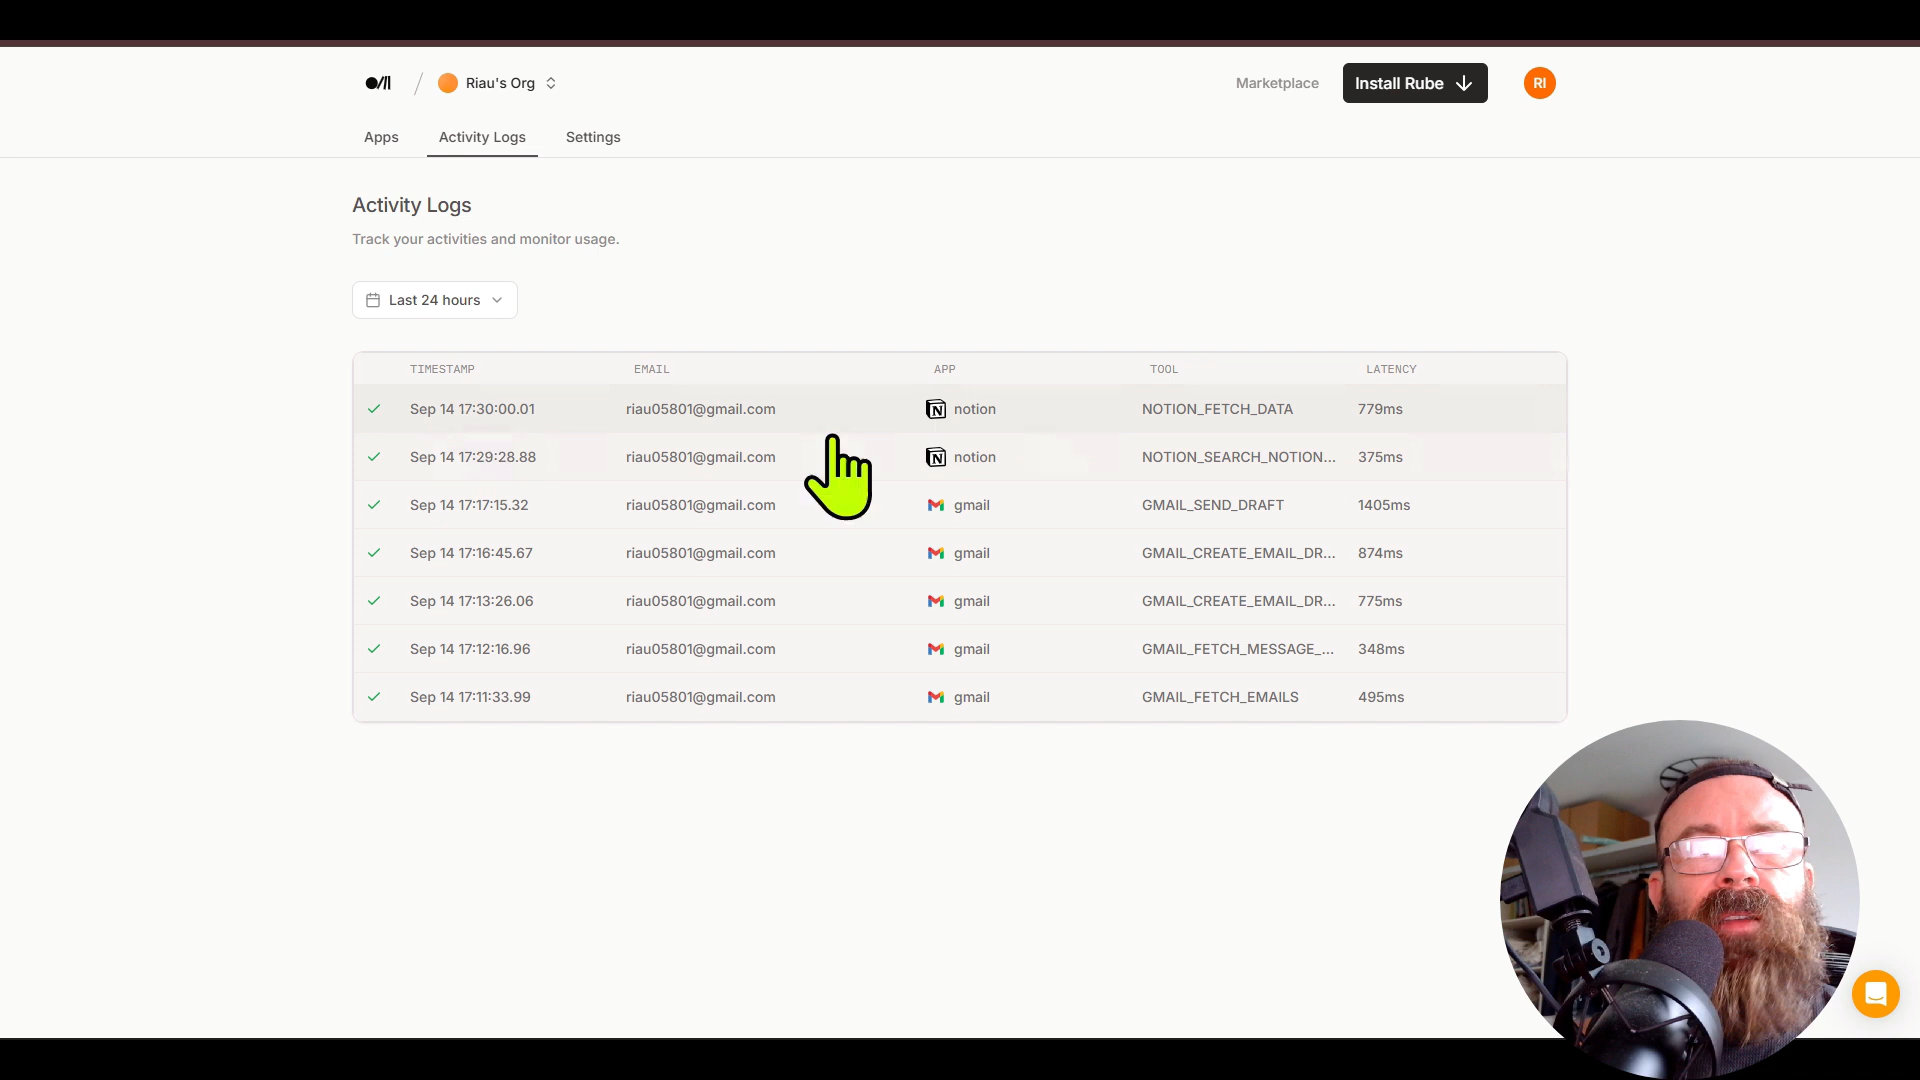 Riau's Org
Marketplace
Install Rube
RI
Apps
Activity Logs
Settings
Activity Logs
Track your activities and monitor usage.
Last 24 hours
TIMESTAMP EMAIL APP TOOL LATENCY
Sep 14 17:30:00.01 riau05801@gmail.com notion NOTION_FETCH_DATA 779ms
Sep 14 17:29:28.88 riau05801@gmail.com notion NOTION_SEARCH_NOTION... 375ms
Sep 14 17:17:15.32 riau05801@gmail.com gmail GMAIL_SEND_DRAFT 1405ms
Sep 14 17:16:45.67 riau05801@gmail.com gmail GMAIL_CREATE_EMAIL_DR... 874ms
Sep 14 17:13:26.06 riau05801@gmail.com gmail GMAIL_CREATE_EMAIL_DR... 775ms
Sep 14 17:12:16.96 riau05801@gmail.com gmail GMAIL_FETCH_MESSAGE_... 348ms
Sep 14 17:11:33.99 riau05801@gmail.com gmail GMAIL_FETCH_EMAILS 495ms